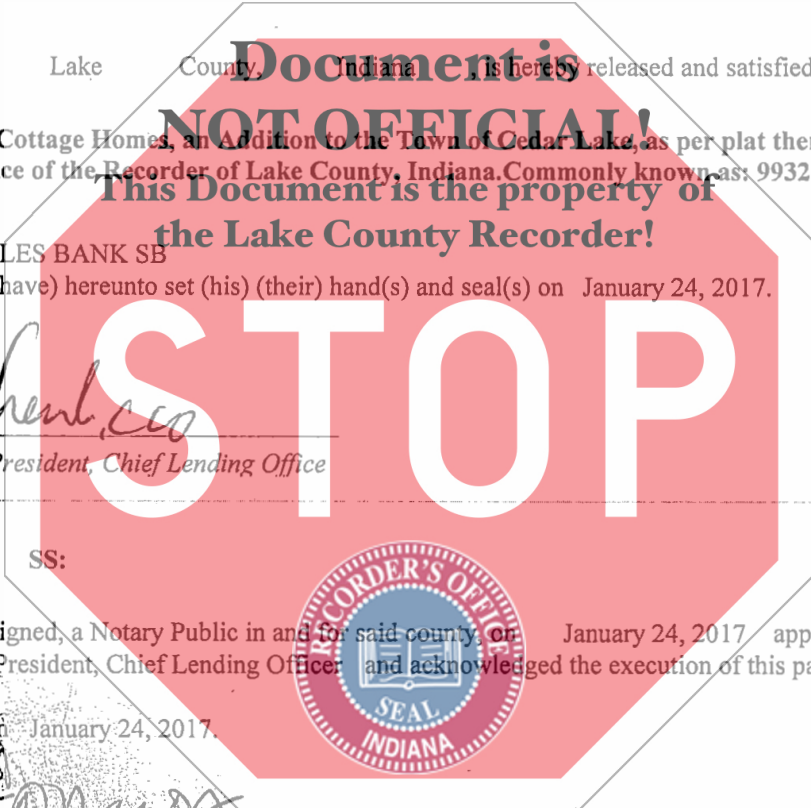 Document is
NOT OFFICIAL!
This Document is the property of
the Lake County Recorder!
STOP
RECORDER'S OFFICE
SEAL
INDIANA
Lake County, Indiana , is hereby released and satisfied
Cottage Homes, an Addition to the Town of Cedar Lake, as per plat ther
ce of the Recorder of Lake County, Indiana.Commonly known as: 9932
LES BANK SB
have) hereunto set (his) (their) hand(s) and seal(s) on January 24, 2017.
President, Chief Lending Office
SS:
igned, a Notary Public in and for said county, on January 24, 2017 app
President, Chief Lending Officer and acknowledged the execution of this pa
January 24, 2017.